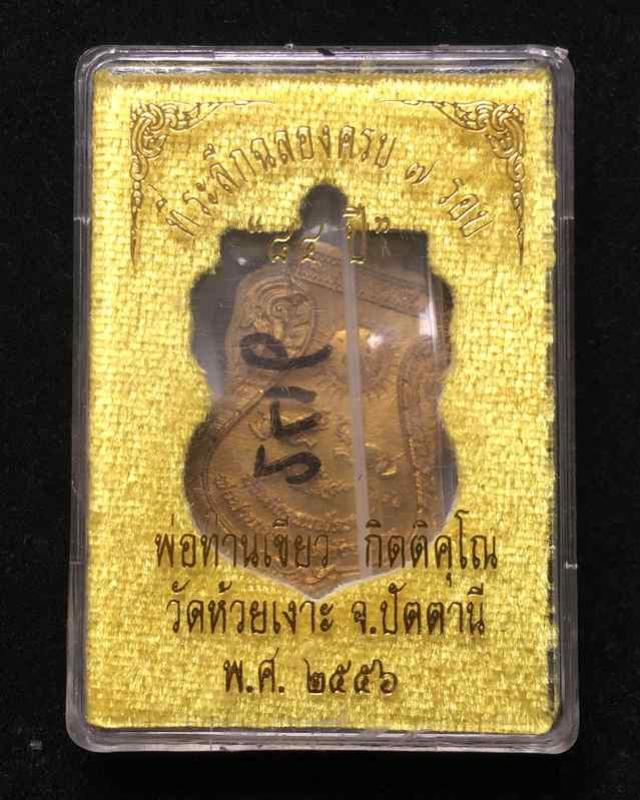 ที่ระลึกฉลองครบ ๗ รอบ
"๘๔ ปี"
พ่อท่านเขียว กิตติคุโณ
วัดห้วยเงาะ จ.ปัตตานี
พ.ศ. ๒๕๕๖